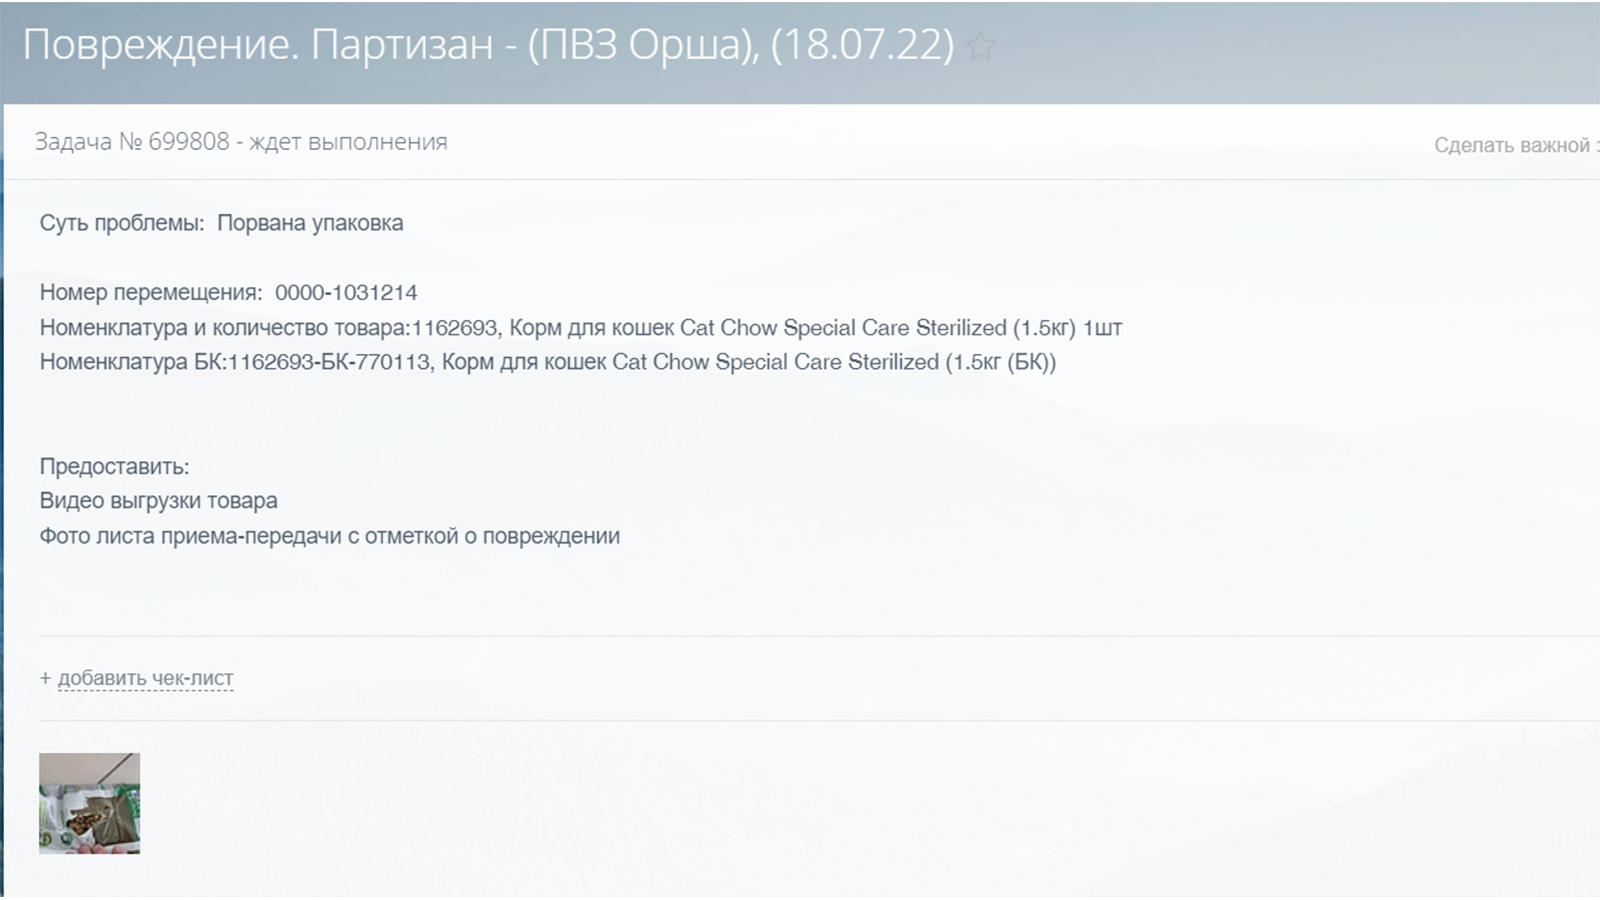 Повреждение. Партизан - (ПВЗ Орша), (18.07.22)
Задача № 699808 - ждет выполнения
Сделать важной
Суть проблемы: Порвана упаковка
Номер перемещения: 0000-1031214
Номенклатура и количество товара:1162693, Корм для кошек Cat Chow Special Care Sterilized (1.5кг) 1шт
Номенклатура БК:1162693-БК-770113, Корм для кошек Cat Chow Special Care Sterilized (1.5кг (БК))
Предоставить:
Видео выгрузки товара
Фото листа приема-передачи с отметкой о повреждении
+ добавить чек-лист